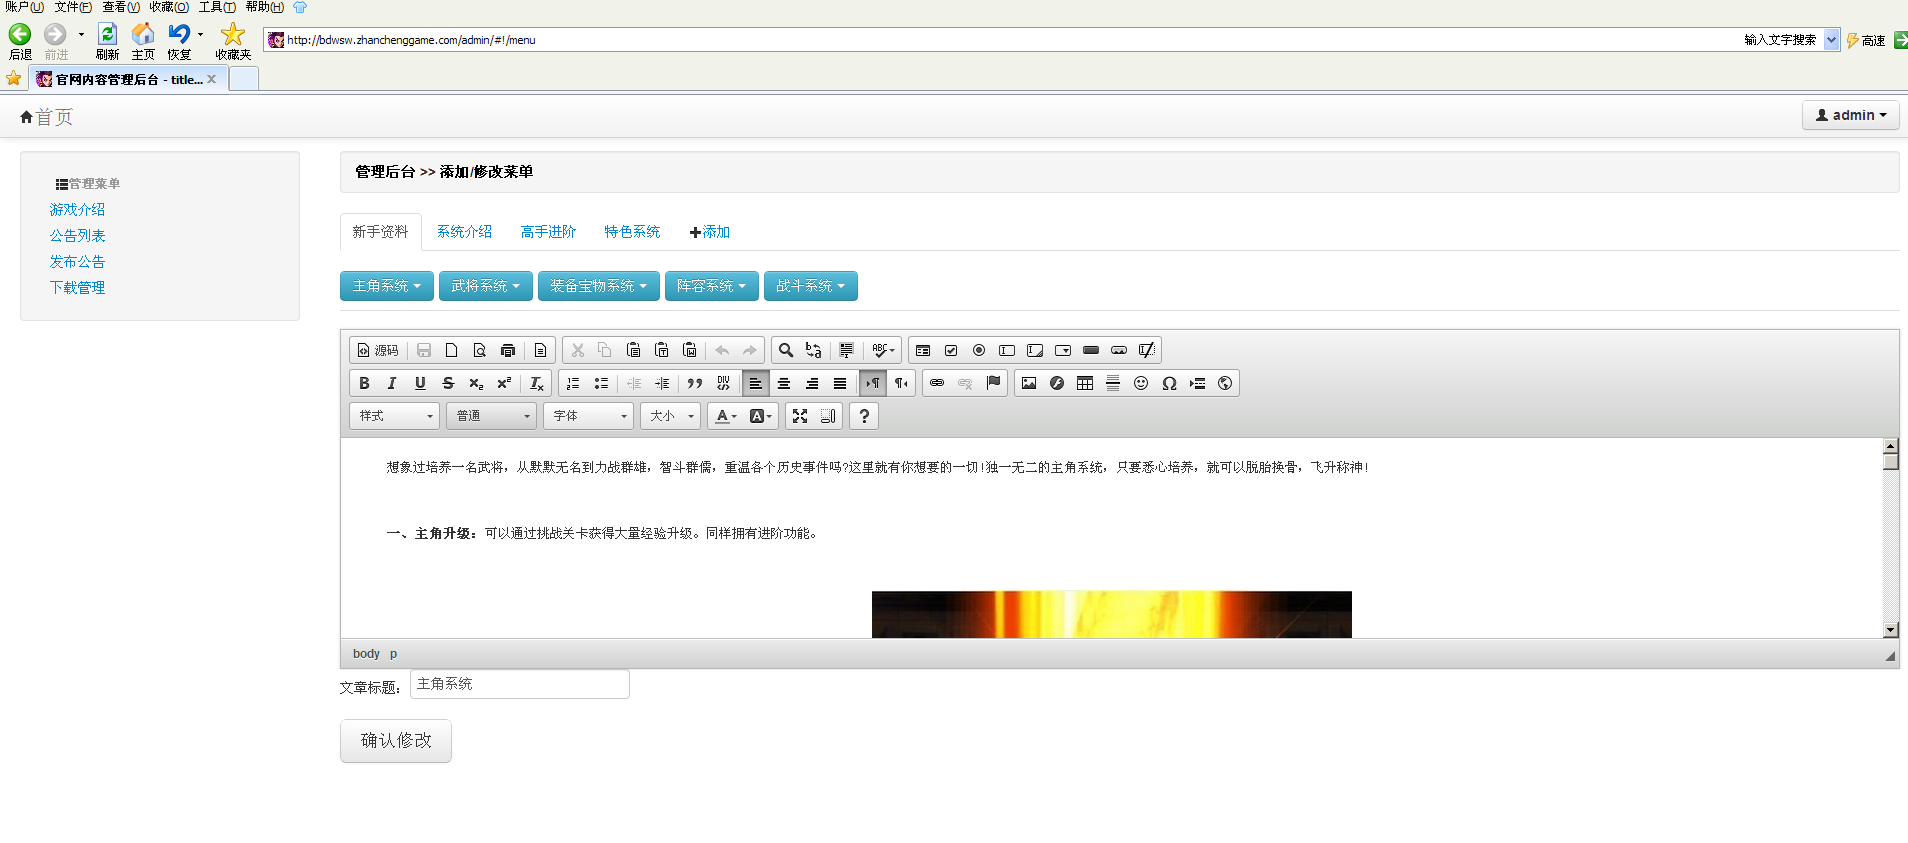 账户(U) 文件(F) 查看(V) 收藏(O) 工具(T) 帮助(H)
后退 前进 刷新 主页 恢复 收藏夹 http://bdwsw.zhanchenggame.com/admin/#!/menu 输入文字搜索 高速
官网内容管理后台 - title...
首页 admin
管理菜单
游戏介绍
公告列表
发布公告
下载管理
管理后台 >> 添加/修改菜单
新手资料 系统介绍 高手进阶 特色系统 添加
主角系统 武将系统 装备宝物系统 阵容系统 战斗系统
源码
样式 普通 字体 大小
想象过培养一名武将，从默默无名到力战群雄，智斗群儒，重温各个历史事件吗?这里就有你想要的一切!独一无二的主角系统，只要悉心培养，就可以脱胎换骨，飞升称神!
一、主角升级：可以通过挑战关卡获得大量经验升级。同样拥有进阶功能。
body p
文章标题： 主角系统
确认修改